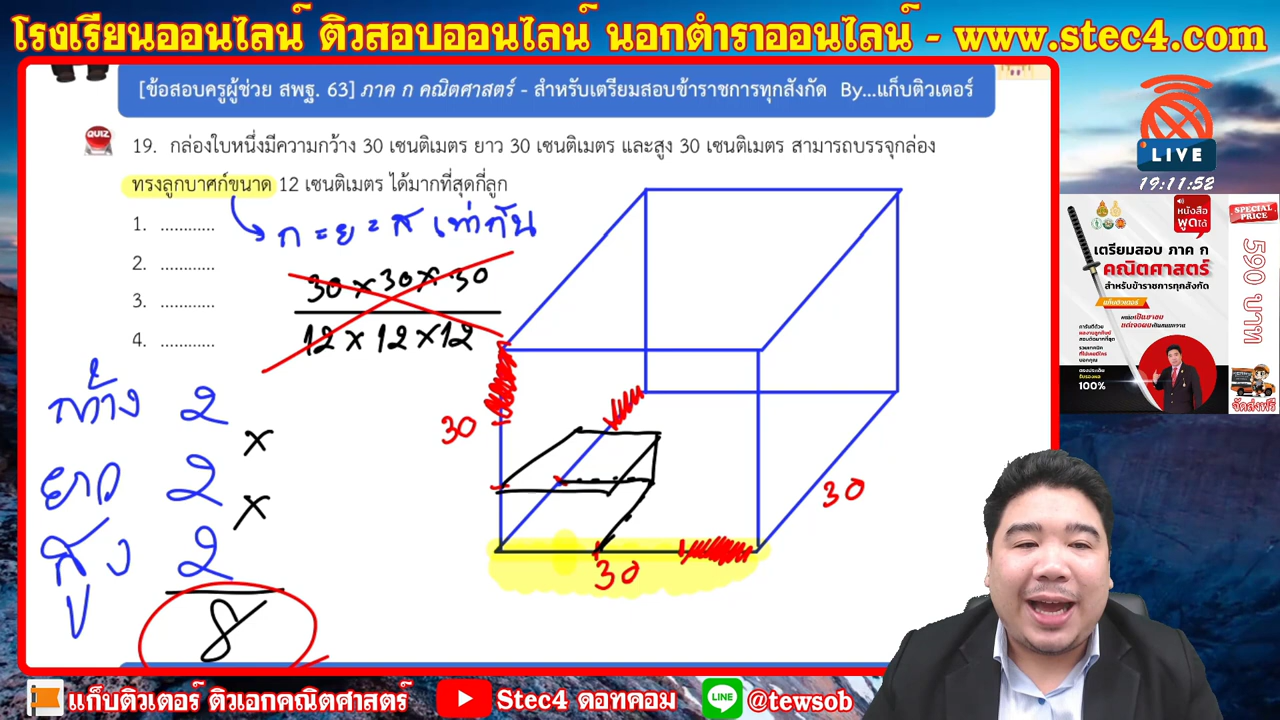 โรงเรียนออนไลน์ ติวสอบออนไลน์ นอกตำราออนไลน์ - www.stec4.com
[ข้อสอบครูผู้ช่วย สพฐ. 63] ภาค ก คณิตศาสตร์ - สำหรับเตรียมสอบข้าราชการทุกสังกัด By...แก็บติวเตอร์
QUIZ
19. กล่องใบหนึ่งมีความกว้าง 30 เซนติเมตร ยาว 30 เซนติเมตร และสูง 30 เซนติเมตร สามารถบรรจุกล่อง
ทรงลูกบาศก์ขนาด 12 เซนติเมตร ได้มากที่สุดกี่ลูก
ก = ย = ส เท่ากัน
1. ............
2. ............
3. ............
4. ............
30 x 30 x 30
12 x 12 x 12
กว้าง 2
x
ยาว 2
x
สูง 2
8
30
30
30
LIVE
19:11:52
หนังสือ
พูดได้
SPECIAL
PRICE
เตรียมสอบ ภาค ก
คณิตศาสตร์
สำหรับข้าราชการทุกสังกัด
แก็บติวเตอร์
100%
590 บาท
จัดส่งฟรี
แก็บติวเตอร์ ติวเอกคณิตศาสตร์
Stec4 ดอทคอม
LINE
@tewsob